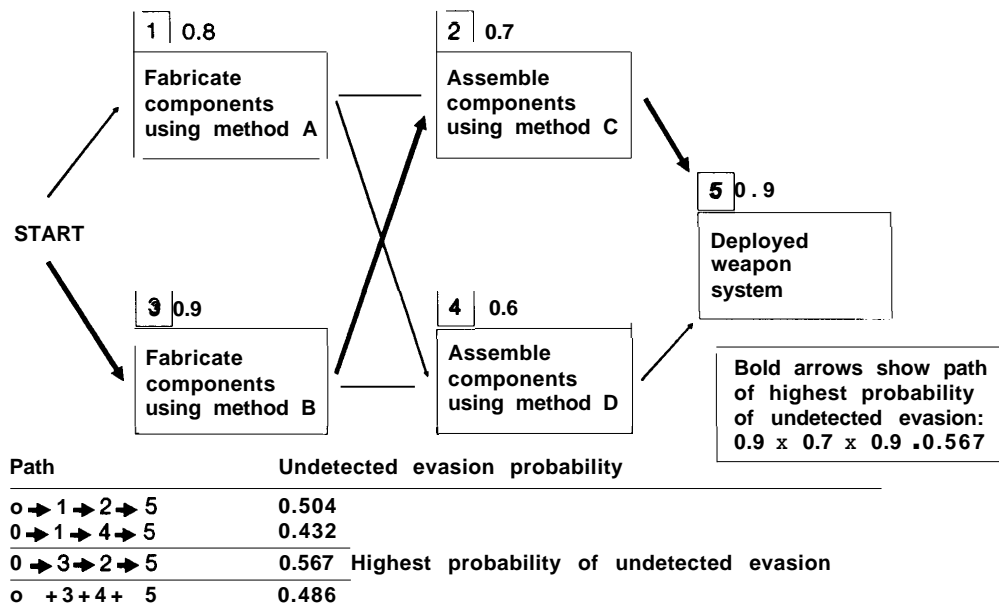 1 0.8
Fabricate
components
using method A
2 0.7
Assemble
components
using method C
START
5 0.9
Deployed
weapon
system
3 0.9
Fabricate
components
using method B
4 0.6
Assemble
components
using method D
Bold arrows show path
of highest probability
of undetected evasion:
0.9 x 0.7 x 0.9 .0.567
Path Undetected evasion probability
o → 1 → 2 → 5 0.504
0 → 1 → 4 → 5 0.432
0 → 3 → 2 → 5 0.567 Highest probability of undetected evasion
o +3+4+ 5 0.486